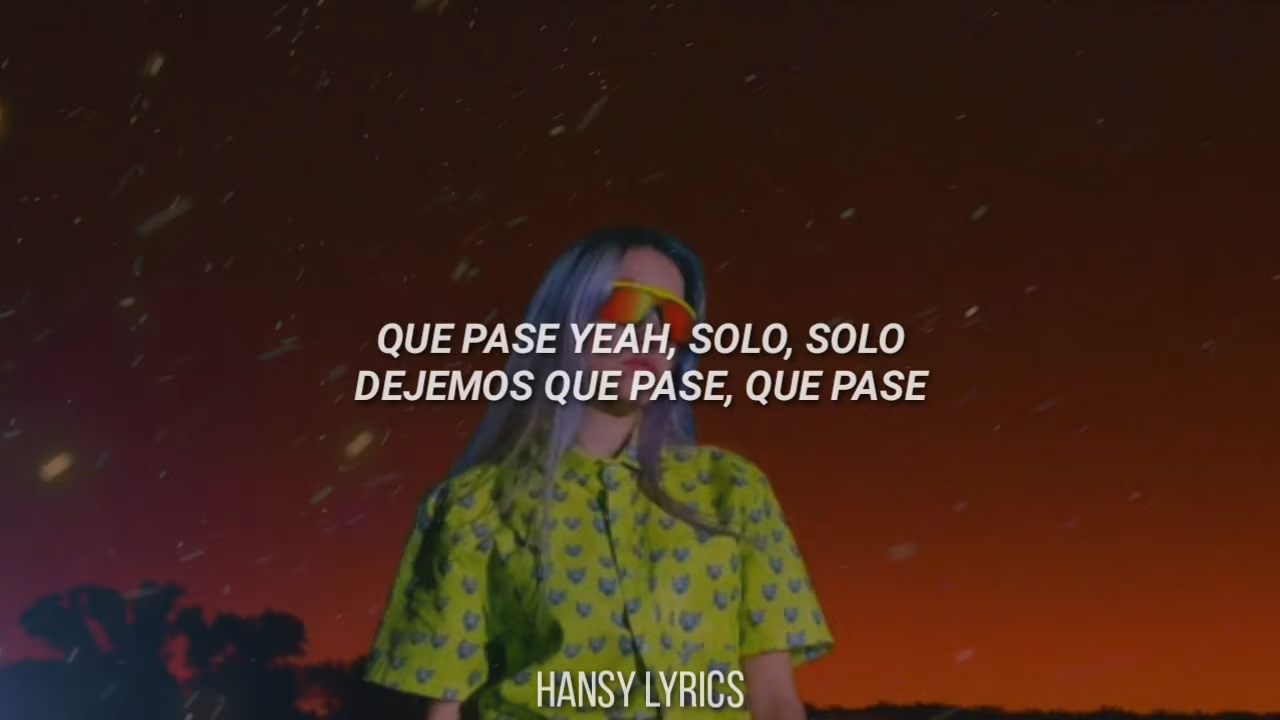 QUE PASE YEAH, SOLO, SOLO
DEJEMOS QUE PASE, QUE PASE
HANSY LYRICS